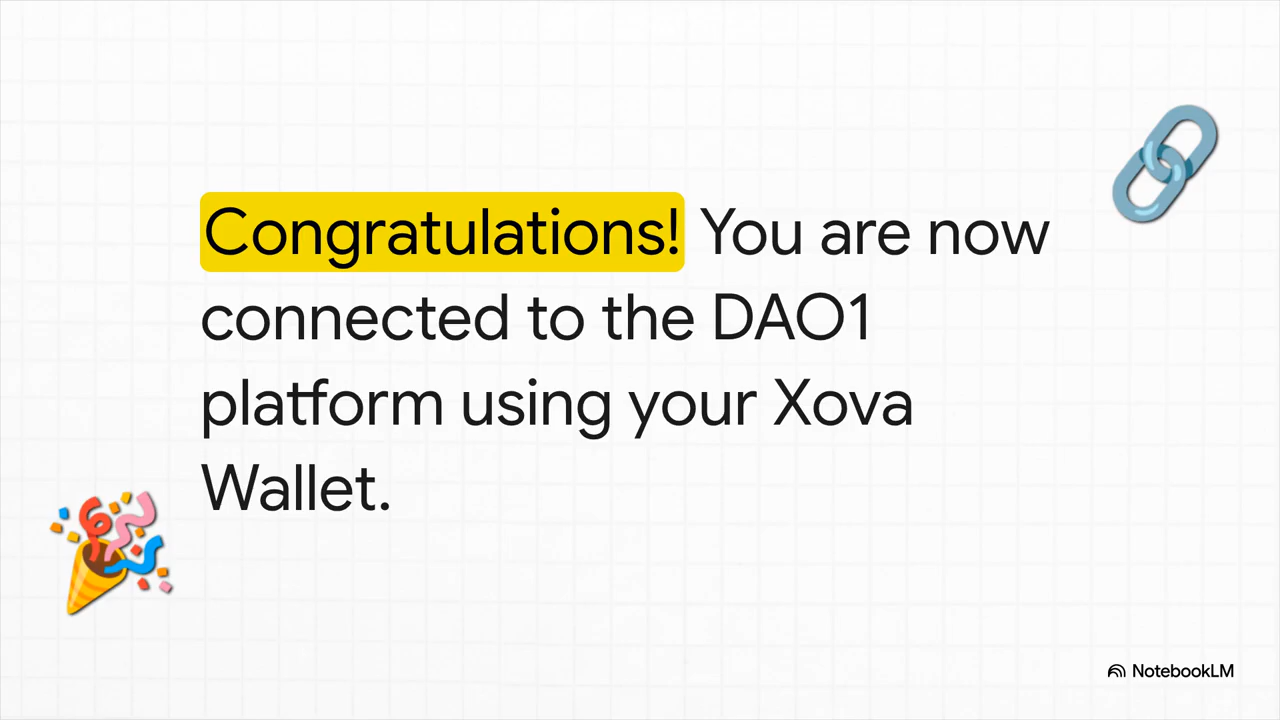 Congratulations! You are now
connected to the DAO1
platform using your Xova
Wallet.
NotebookLM